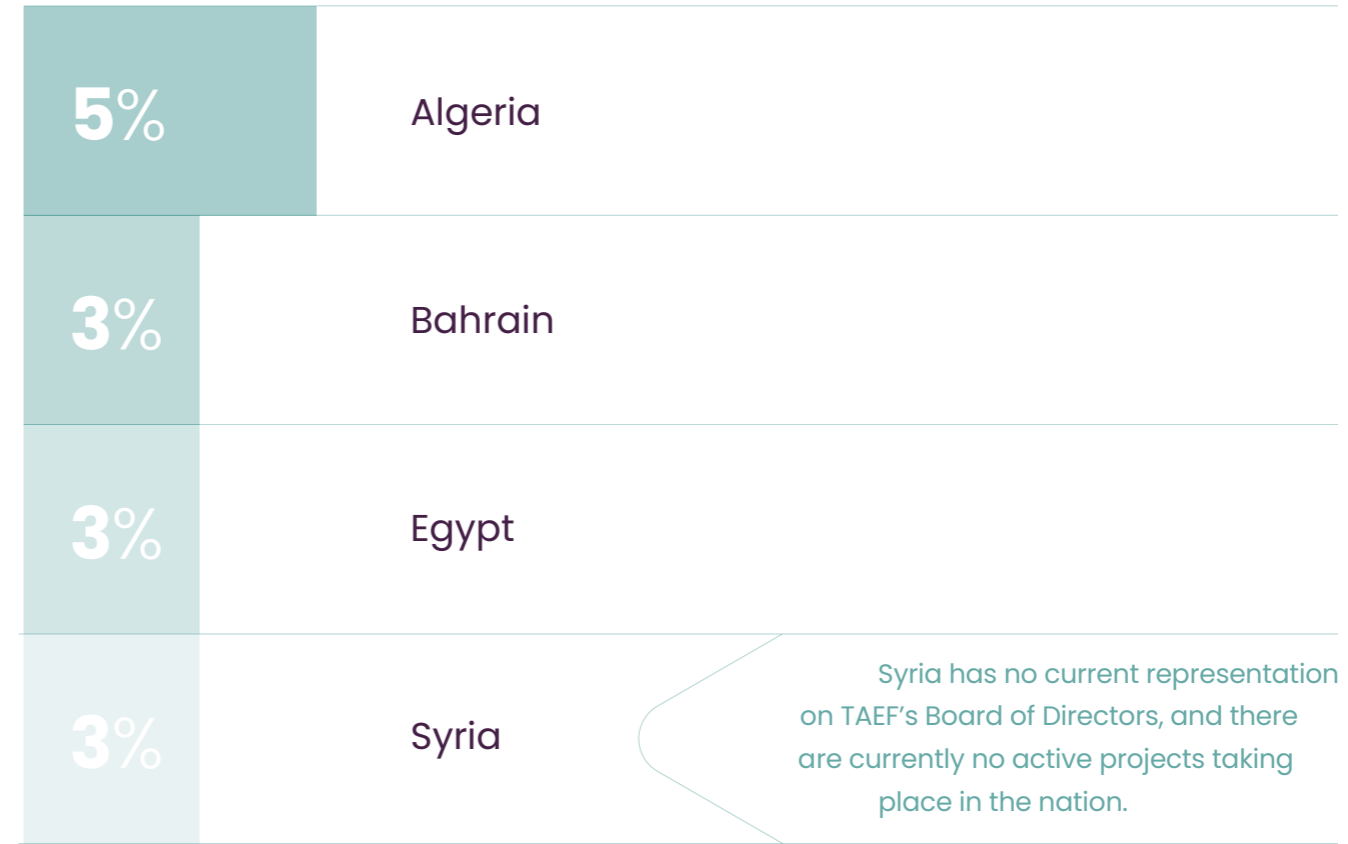 5% Algeria
3% Bahrain
3% Egypt
3% Syria
Syria has no current representation
on TAEF’s Board of Directors, and there
are currently no active projects taking
place in the nation.